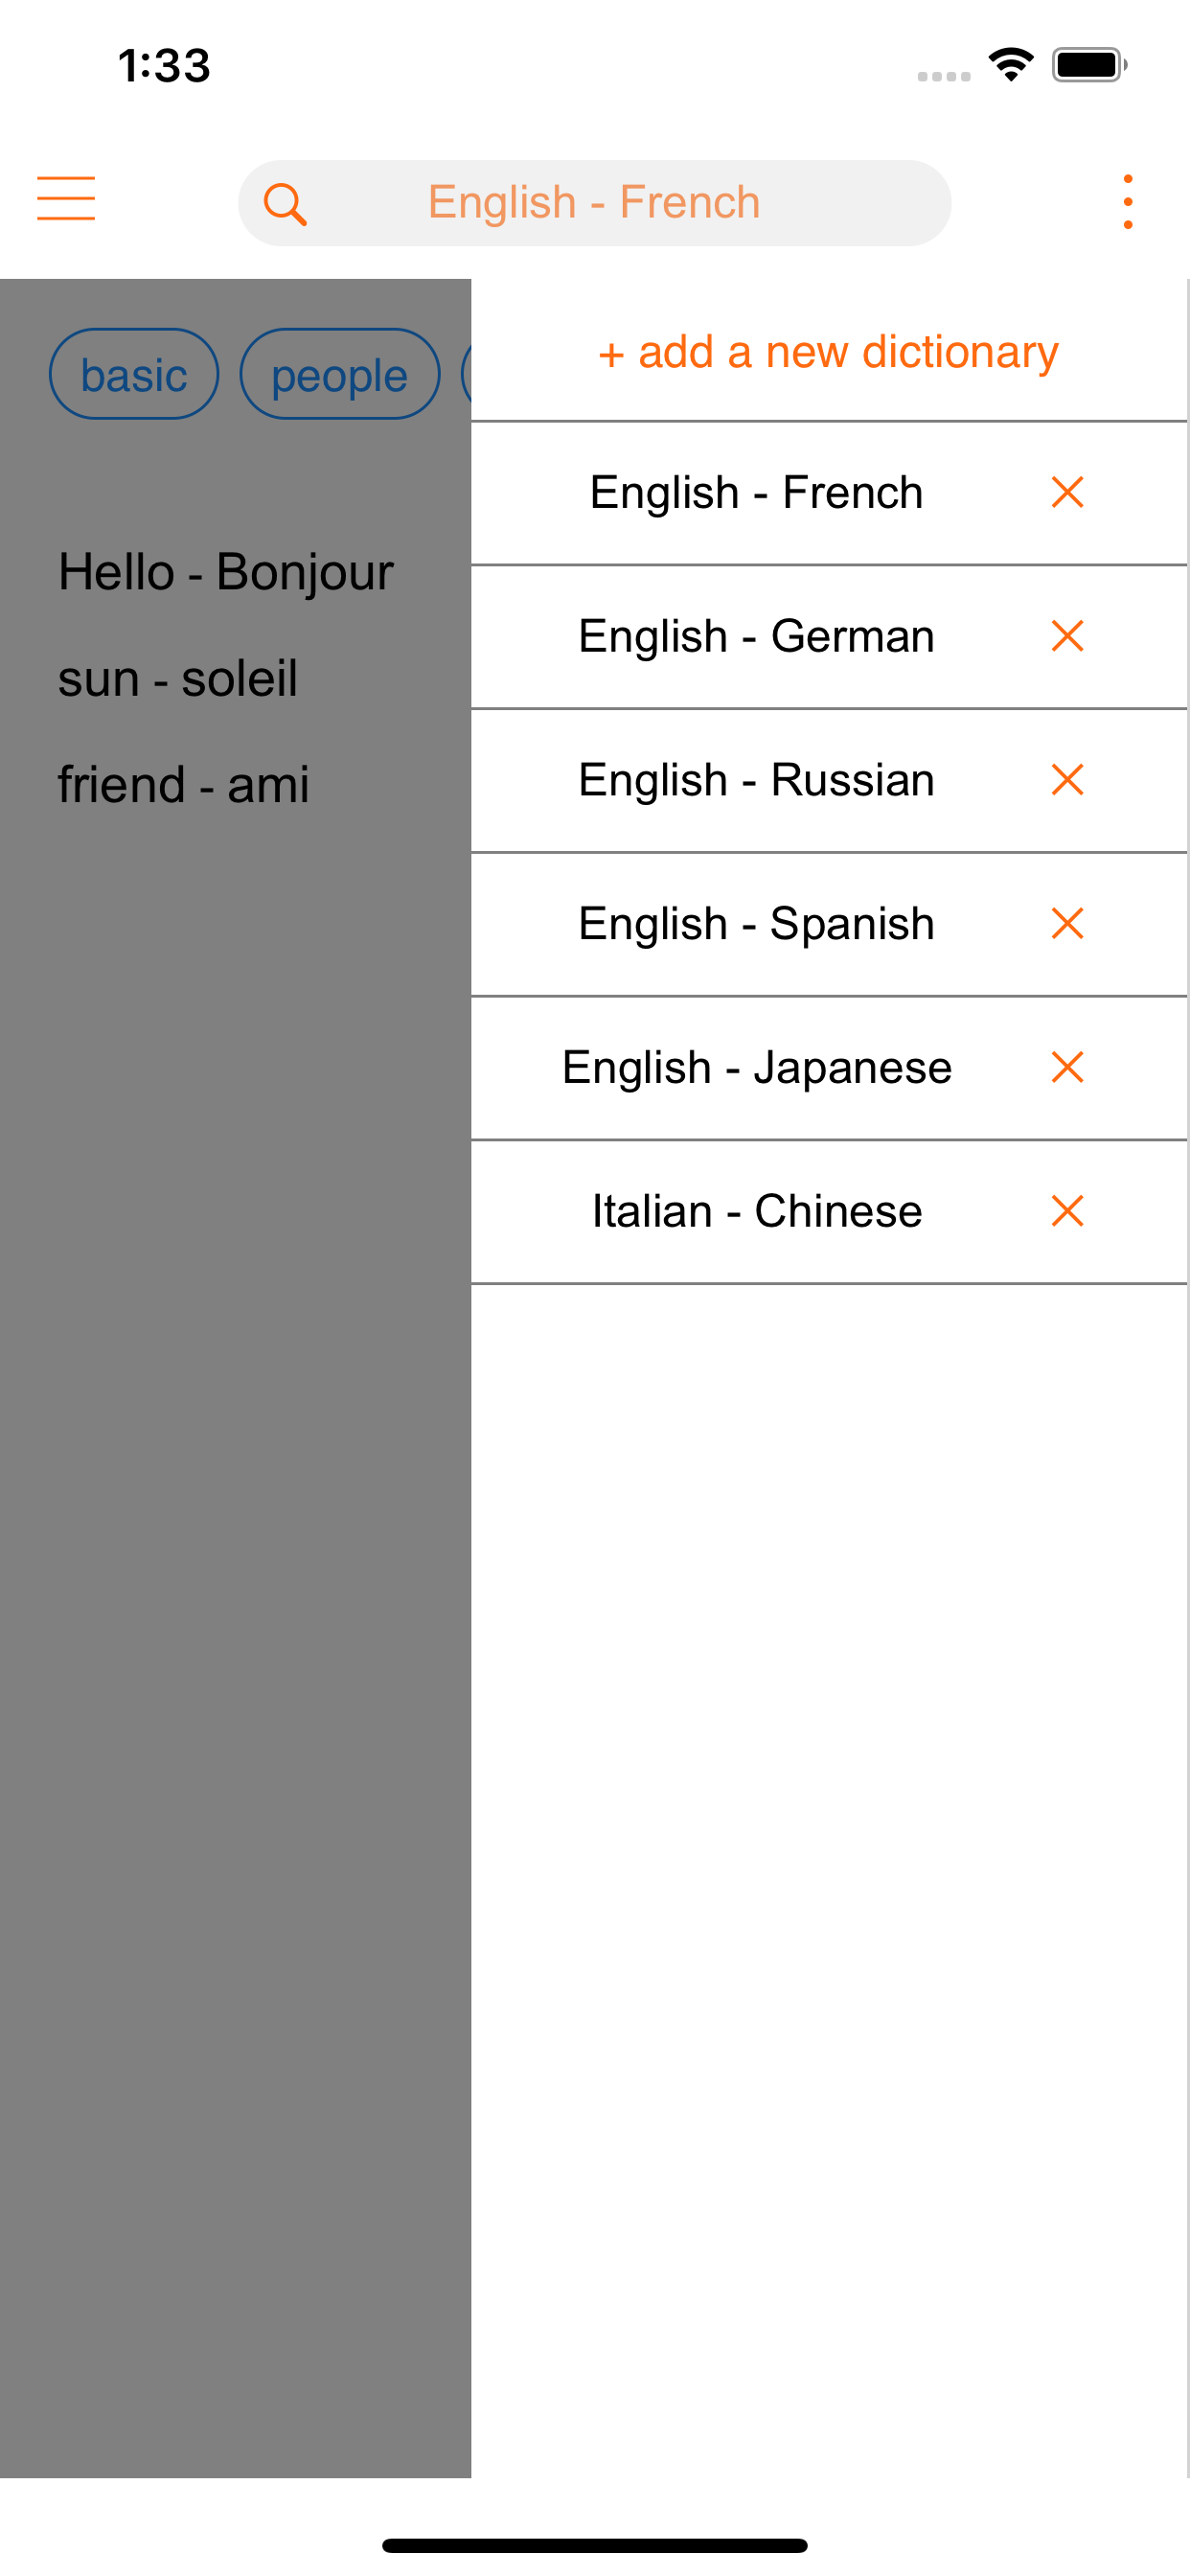 1:33
English - French
basic people
Hello - Bonjour
sun - soleil
friend - ami
+ add a new dictionary
English - French
English - German
English - Russian
English - Spanish
English - Japanese
Italian - Chinese